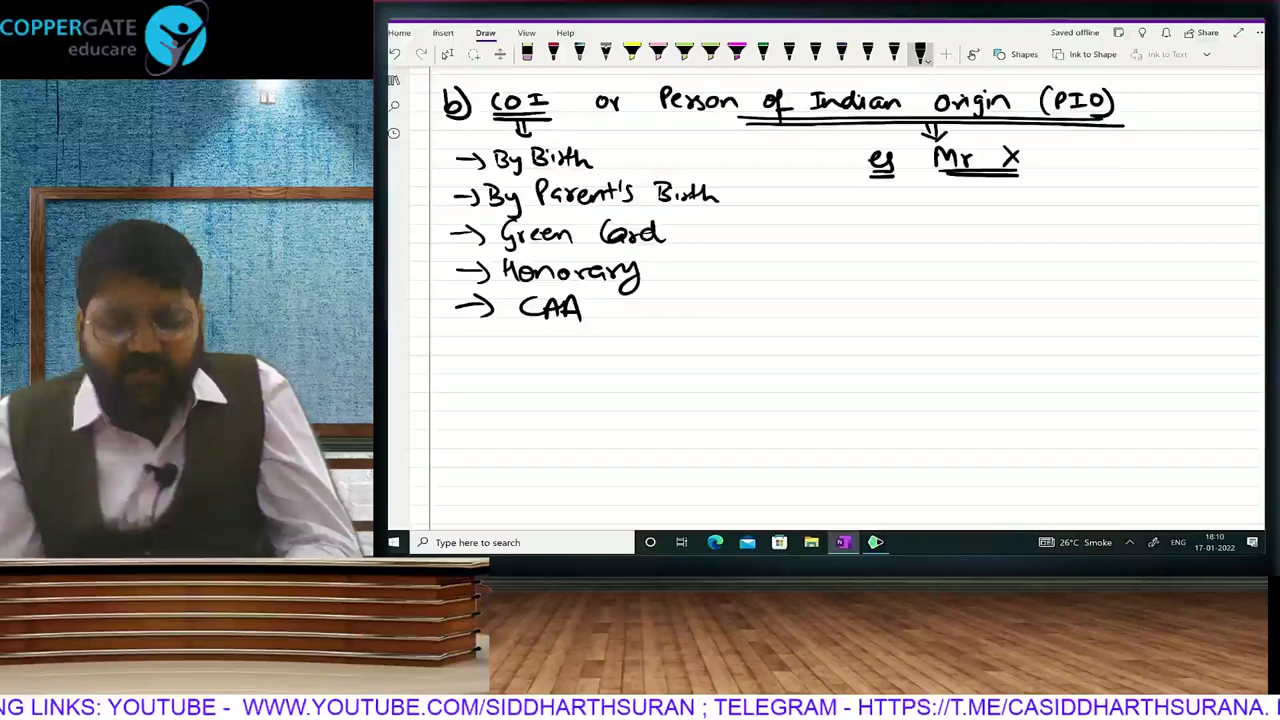 COPPERGATE
educare
Home Insert Draw View Help
Saved offline
Share
Shapes
Ink to Shape
Ink to Text
b) COI or Person of Indian origin (PIO)
→ By Birth
eg Mr X
→ By Parent's Birth
→ Green Card
→ Honorary
→ CAA
Type here to search
26°C Smoke
ENG
18:10
17-01-2022
NG LINKS: YOUTUBE - WWW.YOUTUBE.COM/SIDDHARTHSURAN ; TELEGRAM - HTTPS://T.ME/CASIDDHARTHSURANA.